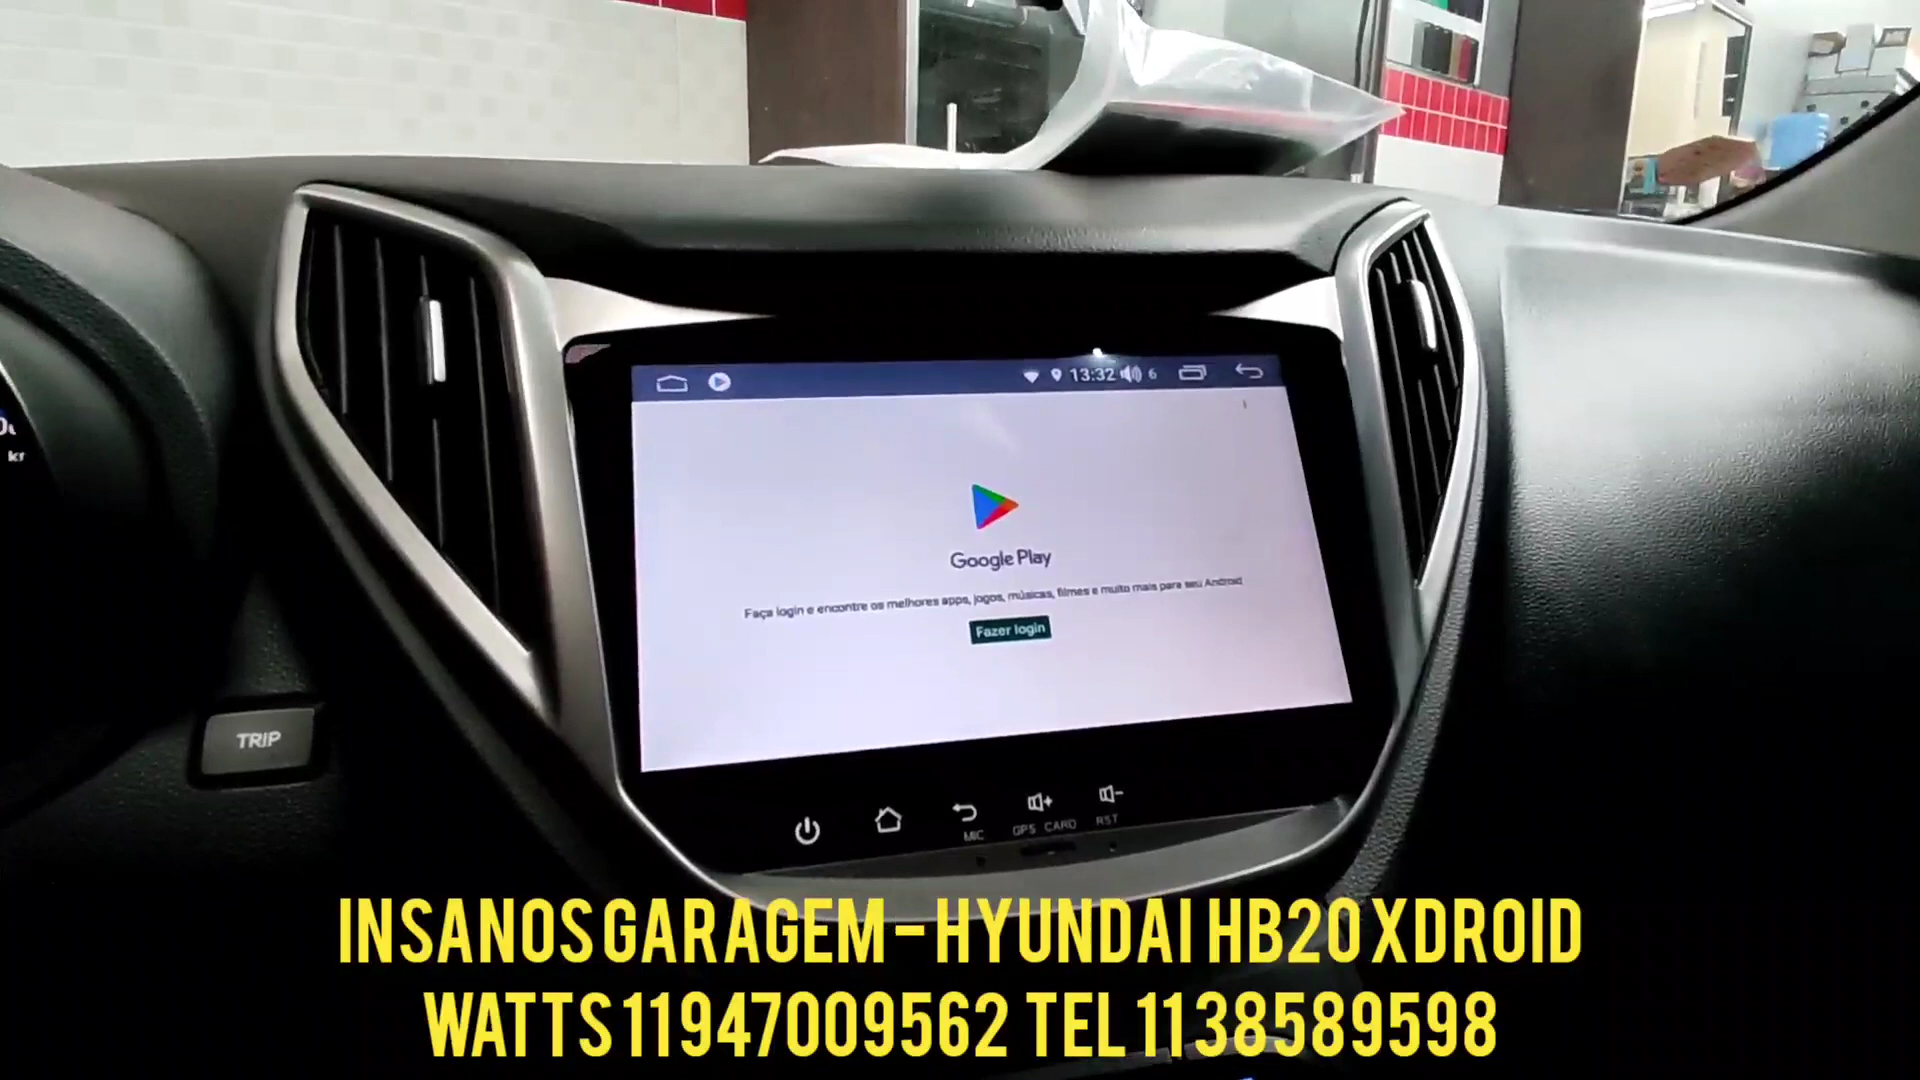 13:32 6
Google Play
Faça login e encontre os melhores apps, jogos, músicas, filmes e muito mais para seu Android
Fazer login
TRIP
MIC GPS CARD RST
INSANOS GARAGEM - HYUNDAI HB20 XDROID
WATTS 11947009562 TEL 1138589598